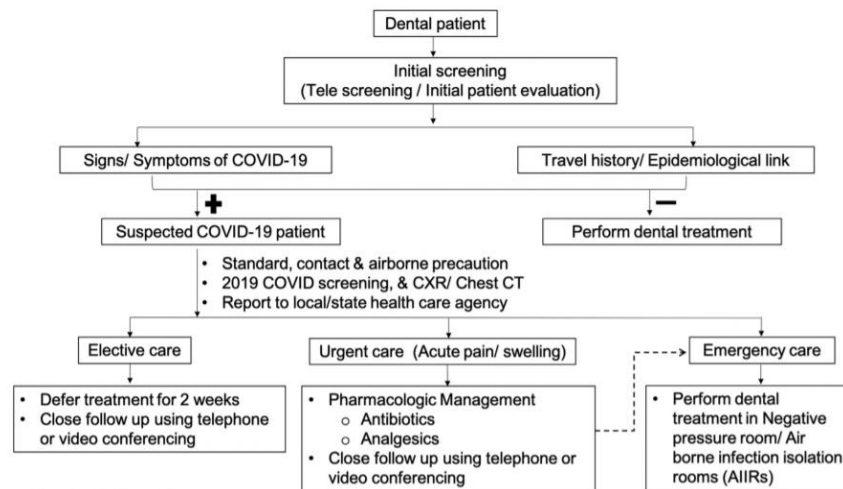 Dental patient
Initial screening
(Tele screening / Initial patient evaluation)
Signs/ Symptoms of COVID-19
Travel history/ Epidemiological link
+
−
Suspected COVID-19 patient
Perform dental treatment
• Standard, contact & airborne precaution
• 2019 COVID screening, & CXR/ Chest CT
• Report to local/state health care agency
Elective care
Urgent care (Acute pain/ swelling)
Emergency care
• Defer treatment for 2 weeks
• Close follow up using telephone
or video conferencing
• Pharmacologic Management
o Antibiotics
o Analgesics
• Close follow up using telephone or
video conferencing
• Perform dental
treatment in Negative
pressure room/ Air
borne infection isolation
rooms (AIIRs)